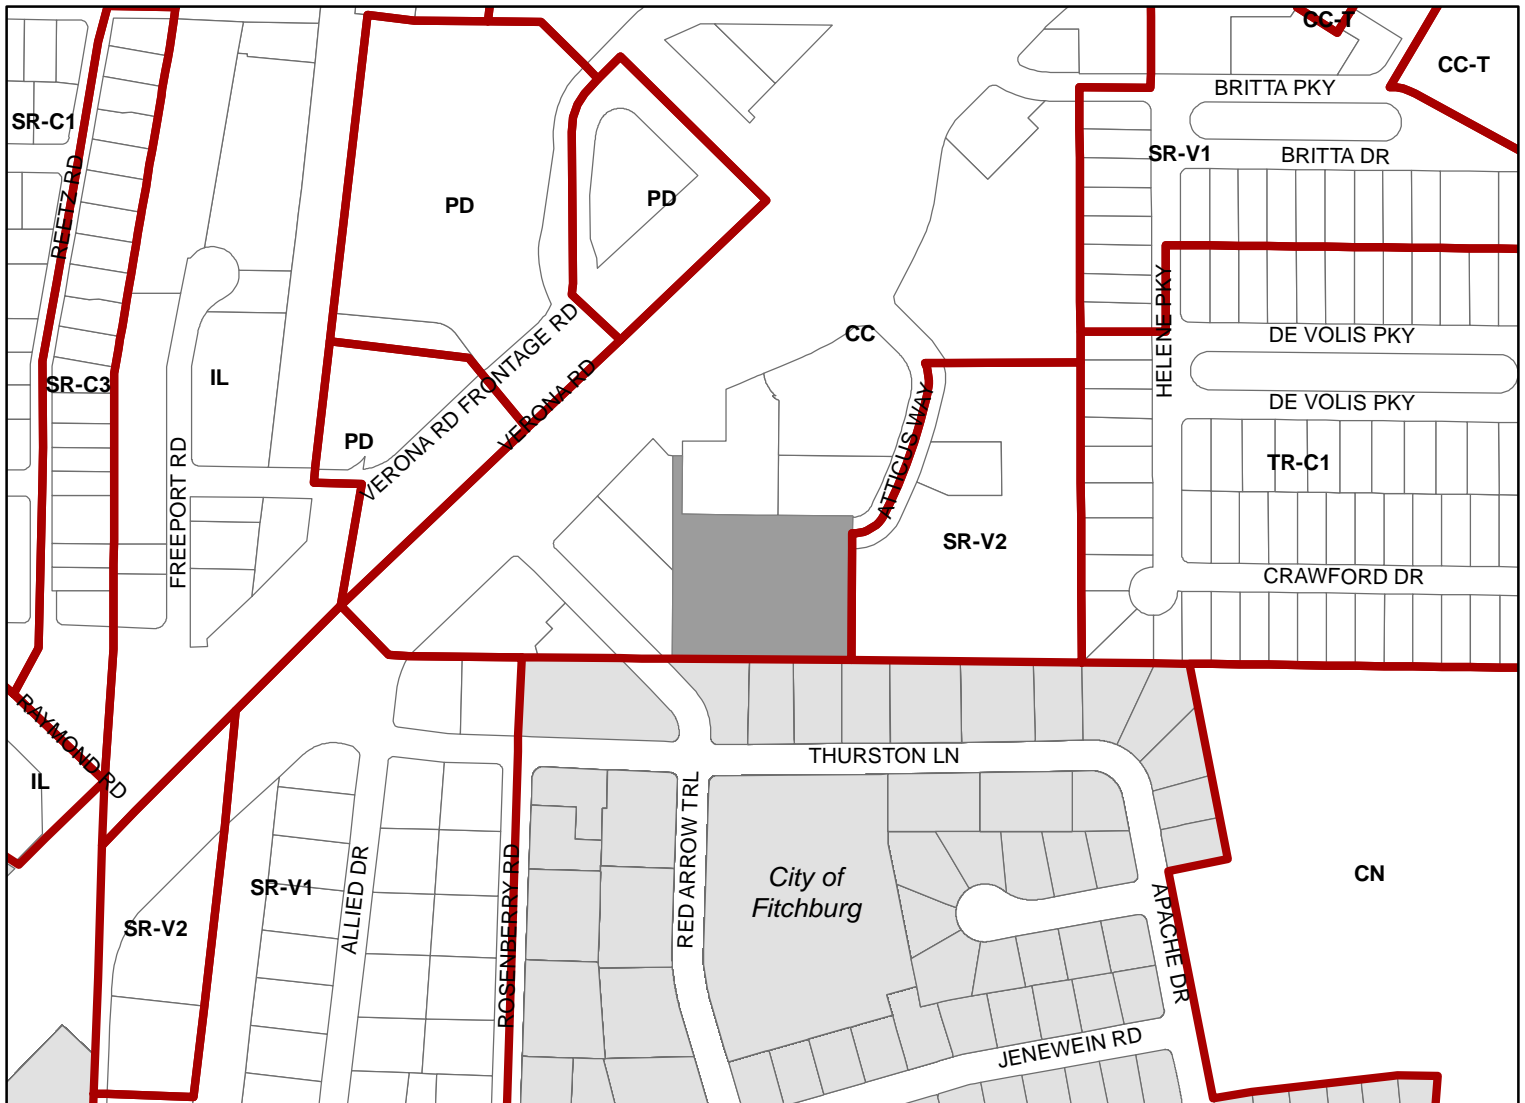 CC-T
CC-T
BRITTA PKY
SR-C1
SR-V1
BRITTA DR
REETZ RD
PD
PD
HELENE PKY
VERONA RD FRONTAGE RD
CC
DE VOLIS PKY
SR-C3
IL
VERONA RD
ATTICUS WAY
DE VOLIS PKY
PD
TR-C1
FREEPORT RD
SR-V2
CRAWFORD DR
RAYMOND RD
THURSTON LN
IL
RED ARROW TRL
City of
Fitchburg
CN
SR-V1
ALLIED DR
ROSENBERRY RD
SR-V2
APACHE DR
JENEWEIN RD